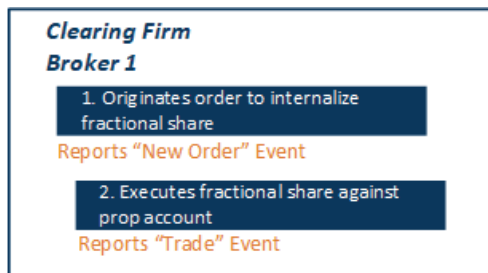 Clearing Firm
Broker 1
1. Originates order to internalize
fractional share
Reports “New Order” Event
2. Executes fractional share against
prop account
Reports “Trade” Event